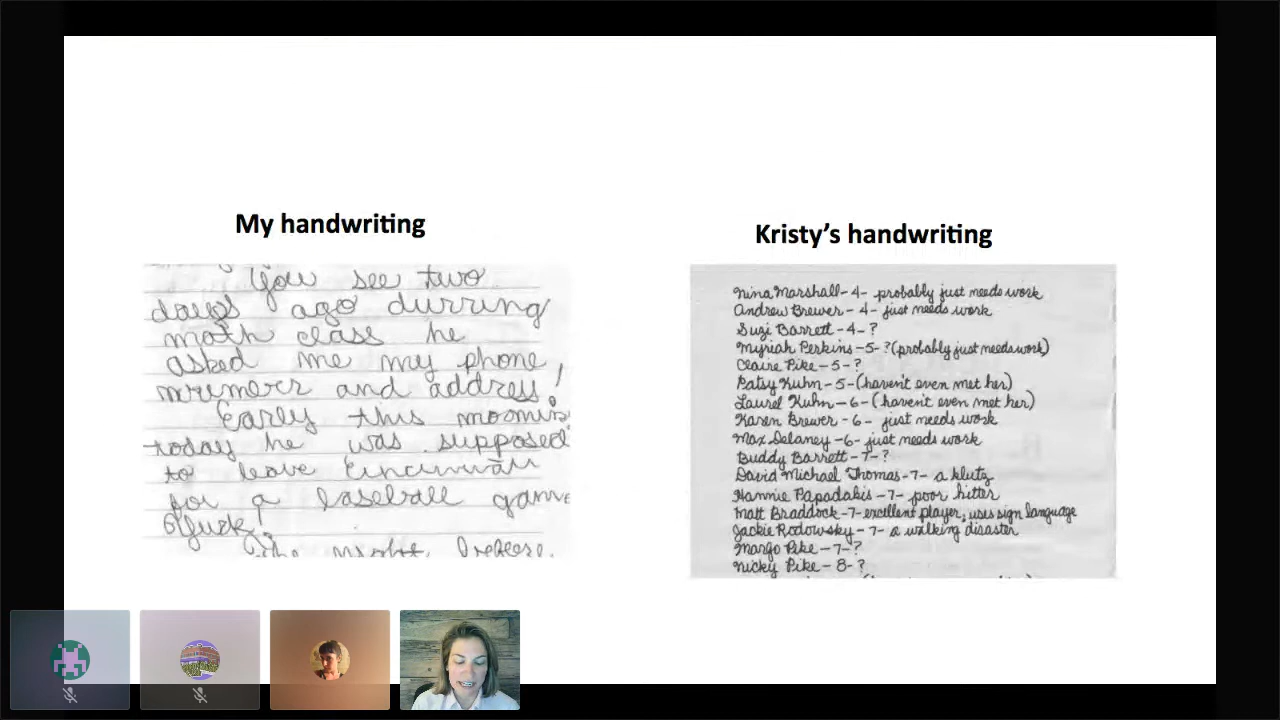 My handwriting
You see two
days ago durring
math class he
asked me my phone
and address!
Early this
today he was supposed
to leave
for a baseball game
The night before
Kristy’s handwriting
Nina Marshall-4- probably just needs work
Andrew Brewer-4- just needs work
Suzi Barrett-4-?
Myriah Perkins-5-?(probably just needs work)
Claire Pike-5-?
Patsy Kuhn-5-(haven't even met her)
Laurel Kuhn-6-(haven't even met her)
Karen Brewer-6- just needs work
Max Delaney-6- just needs work
Buddy Barrett-7-?
David Michael Thomas-7- a klutz
Hannie Papadakis-7- poor hitter
Matt Braddock-7-excellent player, uses sign language
Jackie Rodowsky-7- a walking disaster
Margo Pike-7-?
Nicky Pike-8-?